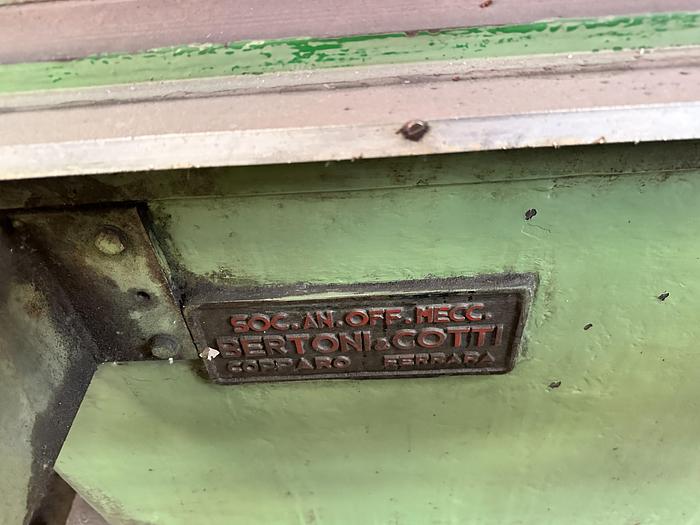 SOC. AN. OFF. MECC.
BERTONI & COTTI
COPPARO FERRARA